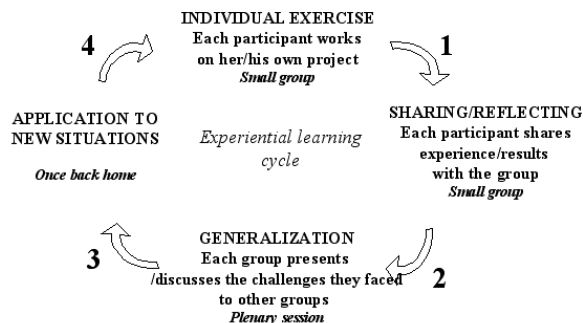 INDIVIDUAL EXERCISE
Each participant works
on her/his own project
Small group
4
1
SHARING/REFLECTING
Each participant shares
experience/results
with the group
Small group
APPLICATION TO
NEW SITUATIONS
Once back home
Experiential learning
cycle
GENERALIZATION
Each group presents
/discusses the challenges they faced
to other groups
Plenary session
3
2